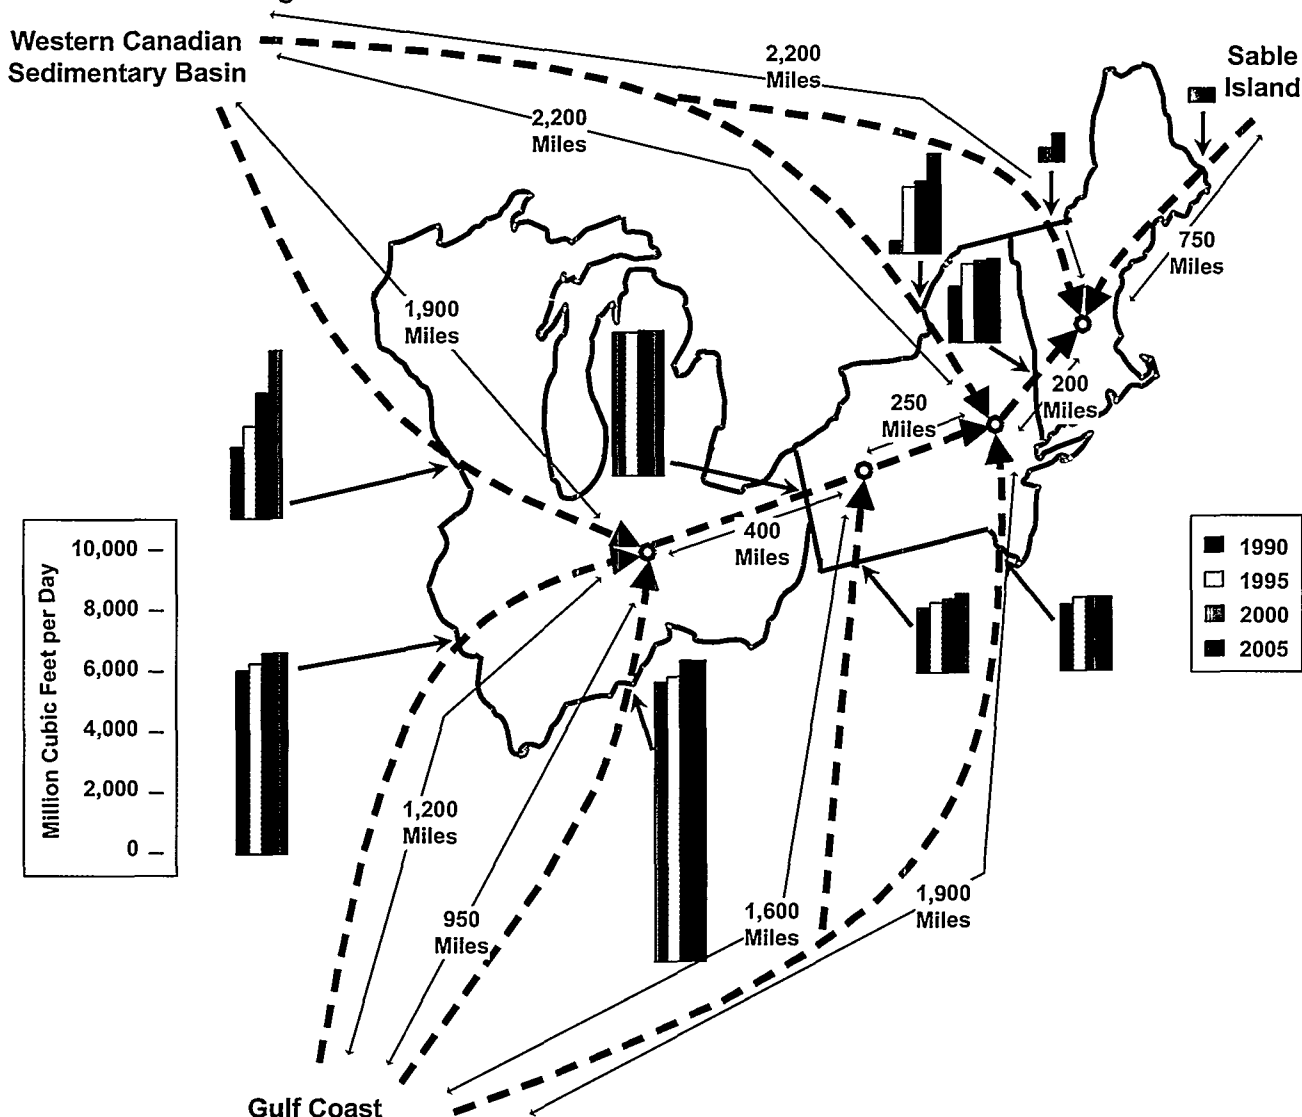 Western Canadian
Sedimentary Basin
2,200
Miles
Sable
Island
2,200
Miles
750
Miles
1,900
Miles
250
Miles
200
Miles
400
Miles
Million Cubic Feet per Day
10,000
8,000
6,000
4,000
2,000
0
1990
1995
2000
2005
1,200
Miles
950
Miles
1,600
Miles
1,900
Miles
Gulf Coast